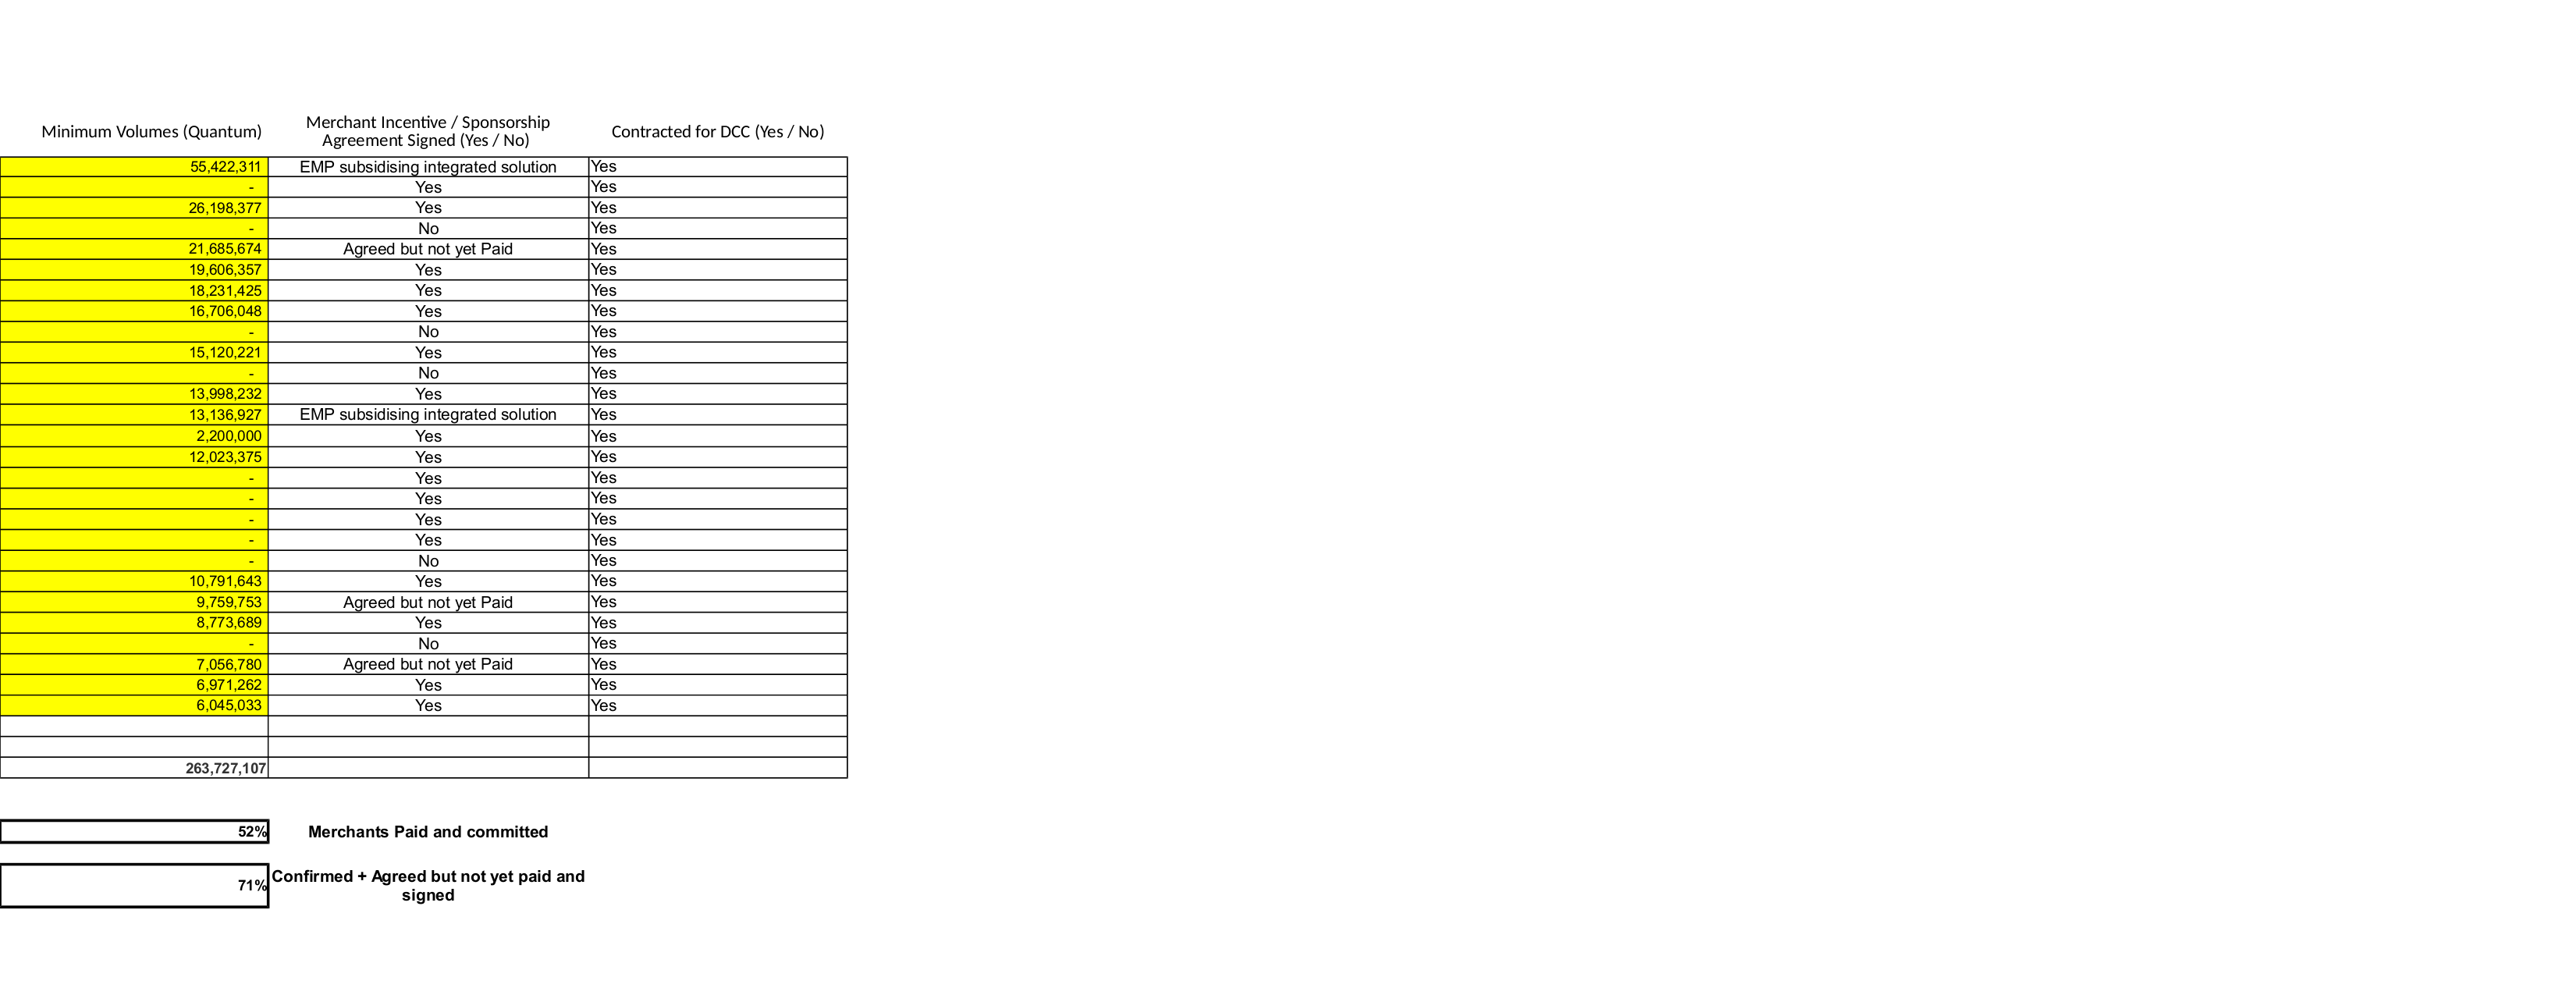 Minimum Volumes (Quantum) Merchant Incentive / Sponsorship Agreement Signed (Yes / No) Contracted for DCC (Yes / No)
55,422,311 EMP subsidising integrated solution Yes
- Yes Yes
26,198,377 Yes Yes
- No Yes
21,685,674 Agreed but not yet Paid Yes
19,606,357 Yes Yes
18,231,425 Yes Yes
16,706,048 Yes Yes
- No Yes
15,120,221 Yes Yes
- No Yes
13,998,232 Yes Yes
13,136,927 EMP subsidising integrated solution Yes
2,200,000 Yes Yes
12,023,375 Yes Yes
- Yes Yes
- Yes Yes
- Yes Yes
- Yes Yes
- No Yes
10,791,643 Yes Yes
9,759,753 Agreed but not yet Paid Yes
8,773,689 Yes Yes
- No Yes
7,056,780 Agreed but not yet Paid Yes
6,971,262 Yes Yes
6,045,033 Yes Yes
263,727,107
52% Merchants Paid and committed
71% Confirmed + Agreed but not yet paid and
signed